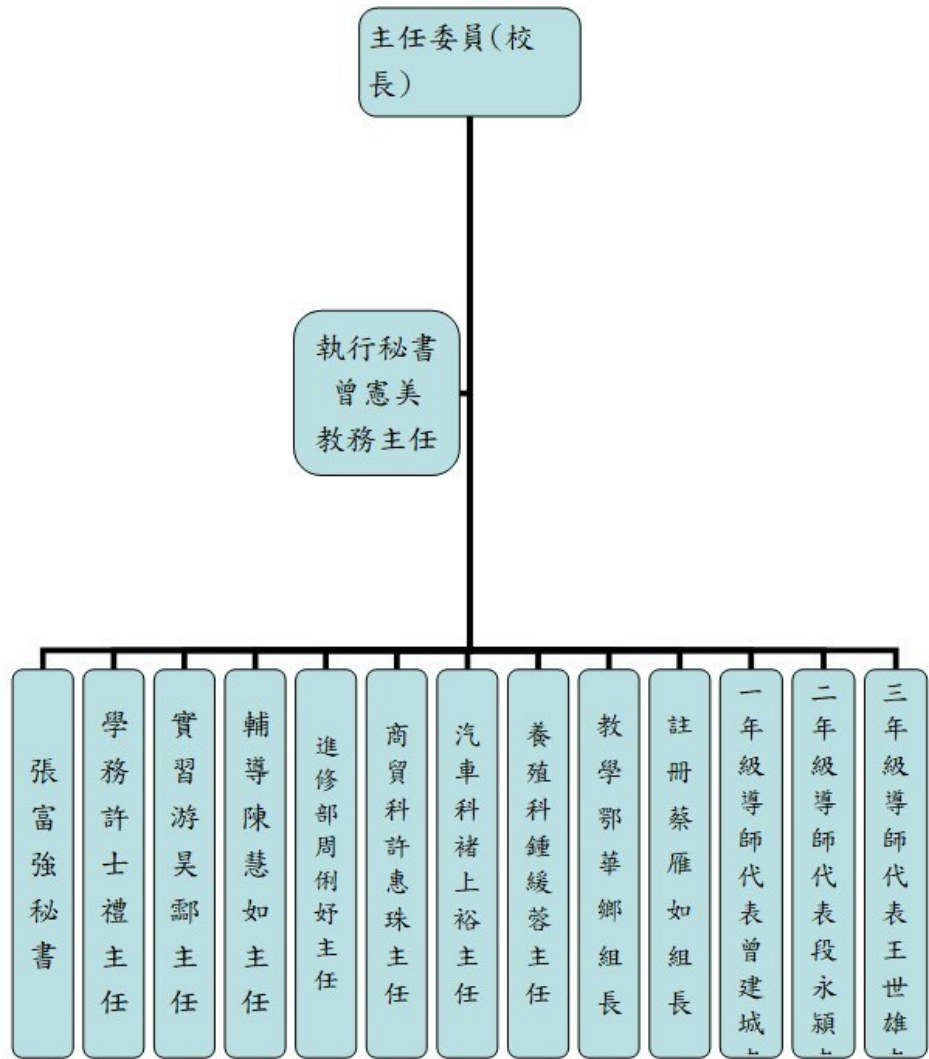 主任委員(校
長)
執行秘書
曾憲美
教務主任
張富強秘書
學務許士禮主任
實習游昊霨主任
輔導陳慧如主任
進修部周俐妤主任
商貿科許惠珠主任
汽車科褚上裕主任
養殖科鍾緩蓉主任
教學鄂華鄉組長
註冊蔡雁如組長
一年級導師代表曾建城
二年級導師代表段永潁
三年級導師代表王世雄